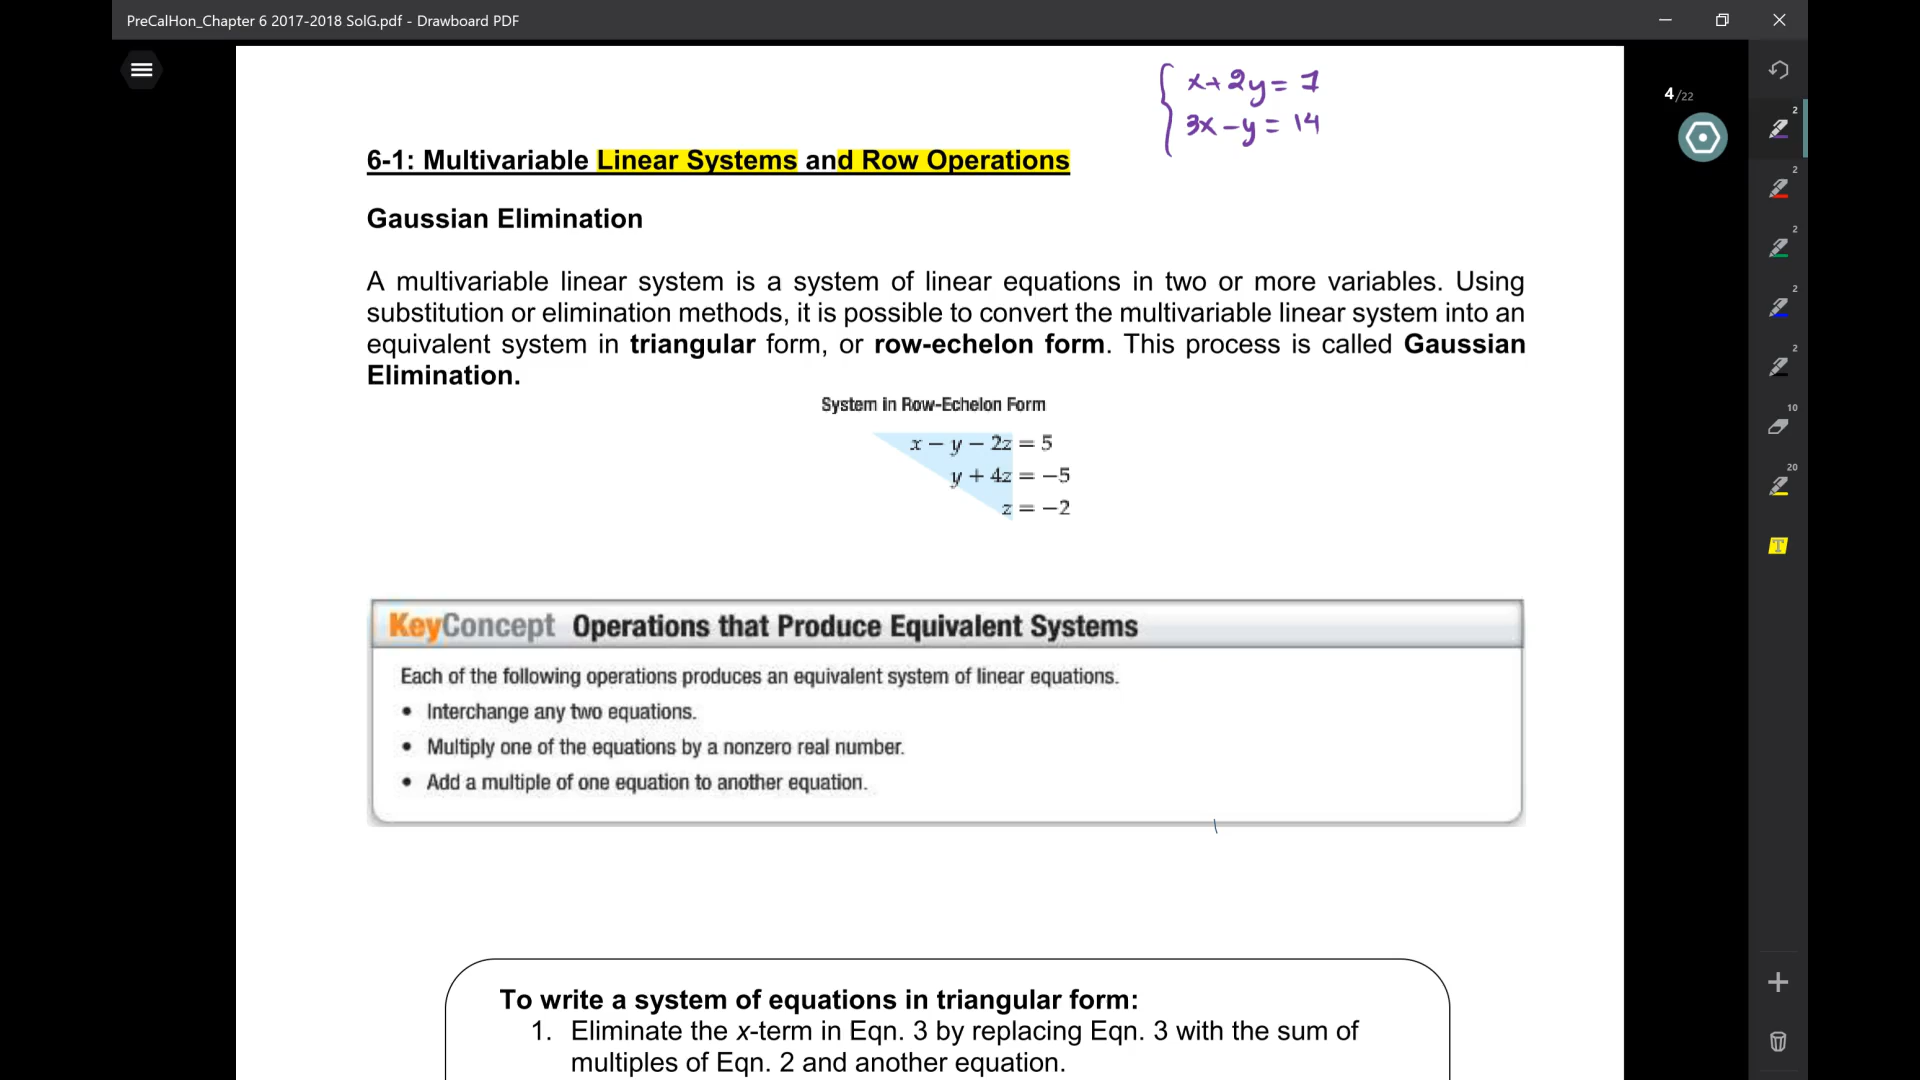 PreCalHon_Chapter 6 2017-2018 SolG.pdf - Drawboard PDF
x+2y= 7
3x-y= 14
4/22
6-1: Multivariable Linear Systems and Row Operations
Gaussian Elimination
A multivariable linear system is a system of linear equations in two or more variables. Using
substitution or elimination methods, it is possible to convert the multivariable linear system into an
equivalent system in triangular form, or row-echelon form. This process is called Gaussian
Elimination.
System in Row-Echelon Form
x − y − 2z = 5
y + 4z = −5
z = −2
KeyConcept Operations that Produce Equivalent Systems
Each of the following operations produces an equivalent system of linear equations.
• Interchange any two equations.
• Multiply one of the equations by a nonzero real number.
• Add a multiple of one equation to another equation.
To write a system of equations in triangular form:
1. Eliminate the x-term in Eqn. 3 by replacing Eqn. 3 with the sum of
multiples of Eqn. 2 and another equation.
2
2
2
2
2
10
20
T